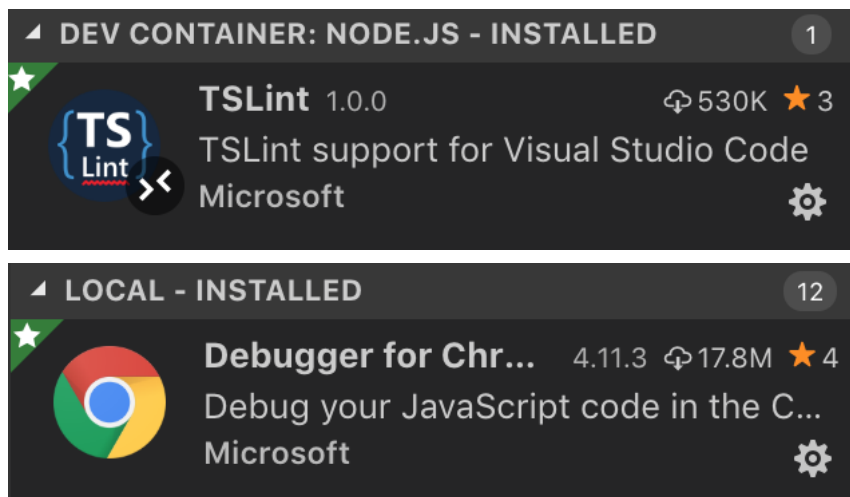 DEV CONTAINER: NODE.JS - INSTALLED 1
TSLint 1.0.0 530K 3
TSLint support for Visual Studio Code
{TS}
Lint
Microsoft
LOCAL - INSTALLED 12
Debugger for Chr... 4.11.3 17.8M 4
Debug your JavaScript code in the C...
Microsoft